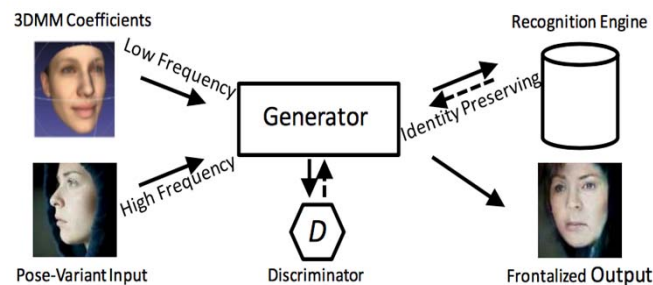 3DMM Coefficients
Recognition Engine
Low Frequency
Generator
Identity Preserving
High Frequency
D
Pose-Variant Input
Discriminator
Frontalized Output